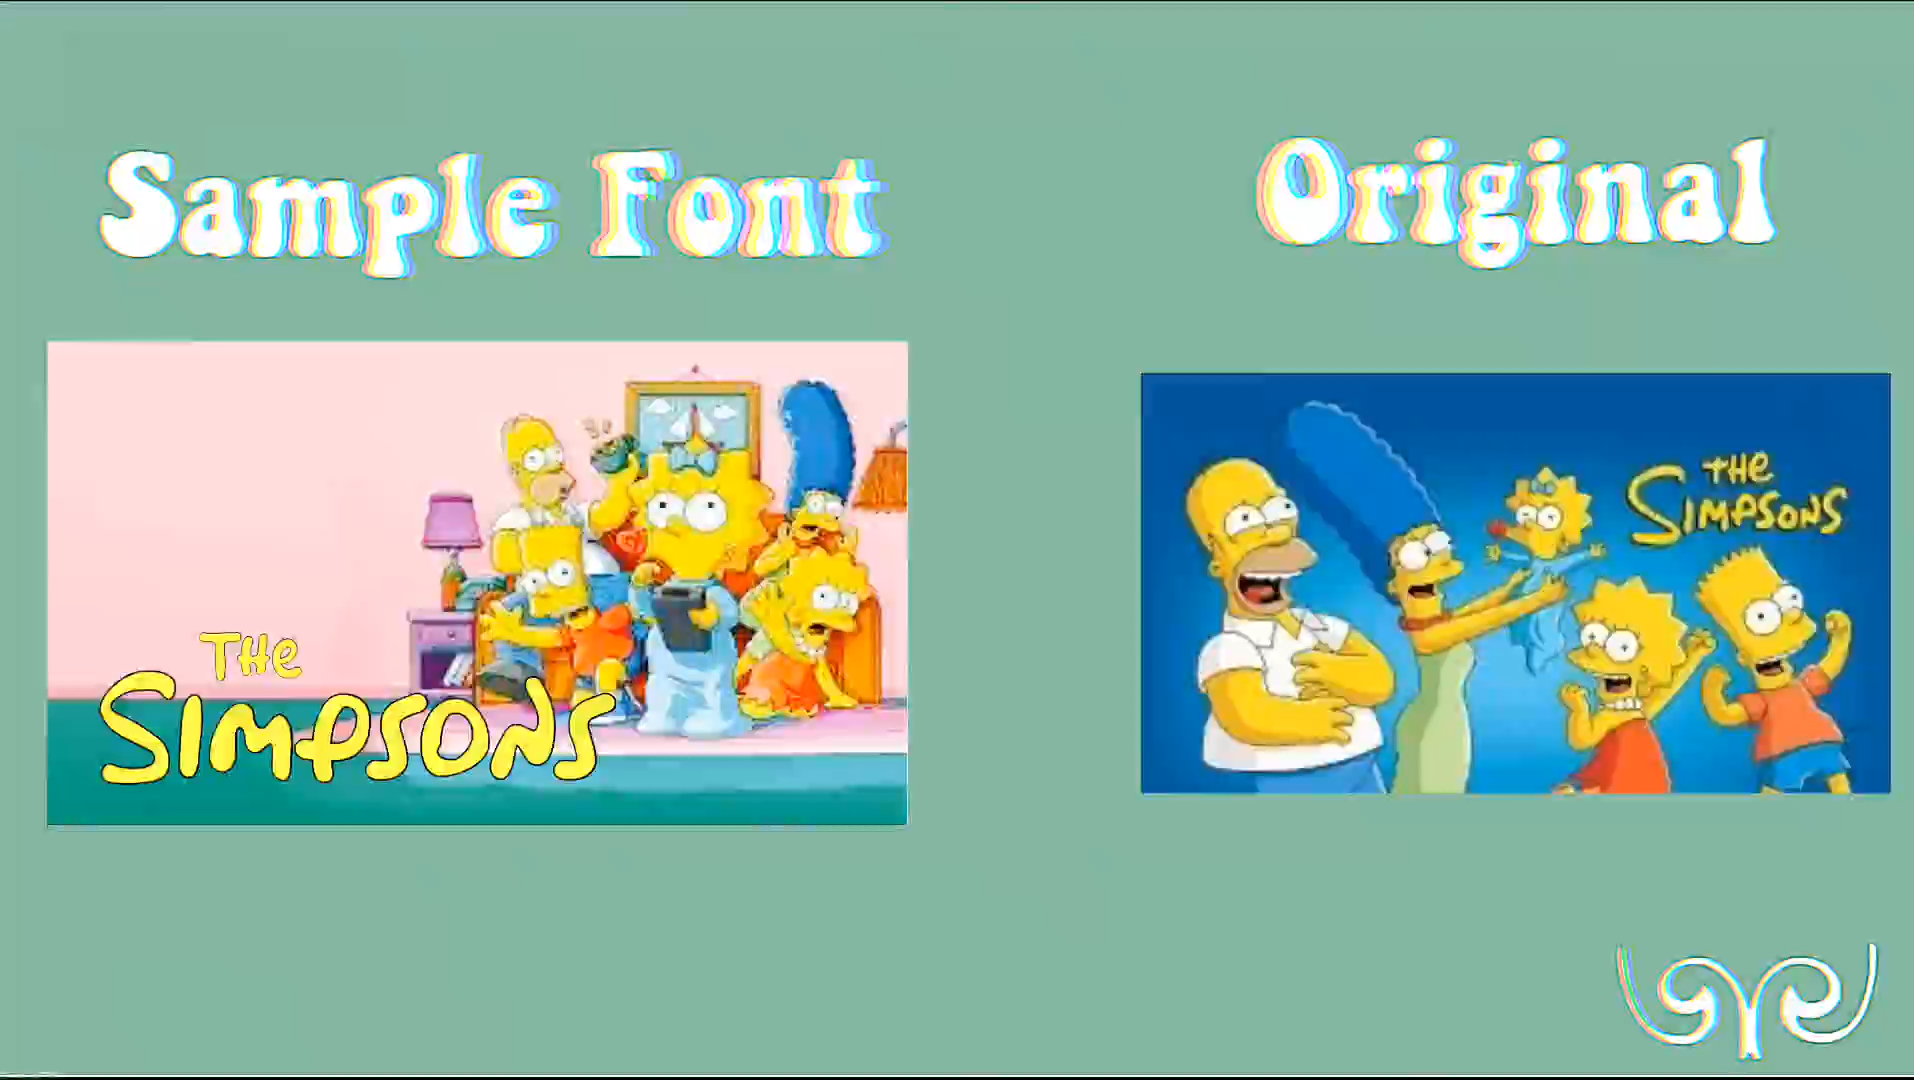 Sample Font
Original
THe
SIMPSONS
THe
SIMPSONS